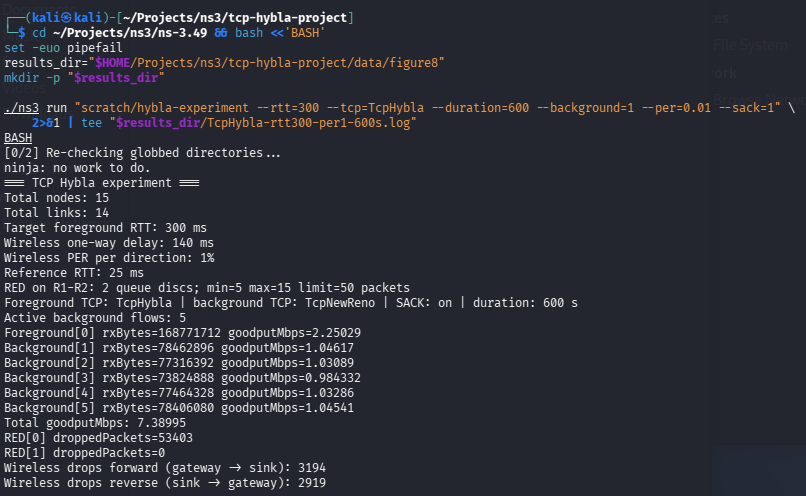 ┌──(kali㉿kali)-[~/Projects/ns3/tcp-hybla-project]
└─$ cd ~/Projects/ns3/ns-3.49 && bash <<'BASH'
set -euo pipefail
results_dir="$HOME/Projects/ns3/tcp-hybla-project/data/figure8"
mkdir -p "$results_dir"

./ns3 run "scratch/hybla-experiment --rtt=300 --tcp=TcpHybla --duration=600 --background=1 --per=0.01 --sack=1" \
    2>&1 | tee "$results_dir/TcpHybla-rtt300-per1-600s.log"
BASH
[0/2] Re-checking globbed directories...
ninja: no work to do.
=== TCP Hybla experiment ===
Total nodes: 15
Total links: 14
Target foreground RTT: 300 ms
Wireless one-way delay: 140 ms
Wireless PER per direction: 1%
Reference RTT: 25 ms
RED on R1-R2: 2 queue discs; min=5 max=15 limit=50 packets
Foreground TCP: TcpHybla | background TCP: TcpNewReno | SACK: on | duration: 600 s
Active background flows: 5
Foreground[0] rxBytes=168771712 goodputMbps=2.25029
Background[1] rxBytes=78462896 goodputMbps=1.04617
Background[2] rxBytes=77316392 goodputMbps=1.03089
Background[3] rxBytes=73824888 goodputMbps=0.984332
Background[4] rxBytes=77464328 goodputMbps=1.03286
Background[5] rxBytes=78406080 goodputMbps=1.04541
Total goodputMbps: 7.38995
RED[0] droppedPackets=53403
RED[1] droppedPackets=0
Wireless drops forward (gateway -> sink): 3194
Wireless drops reverse (sink -> gateway): 2919
File System